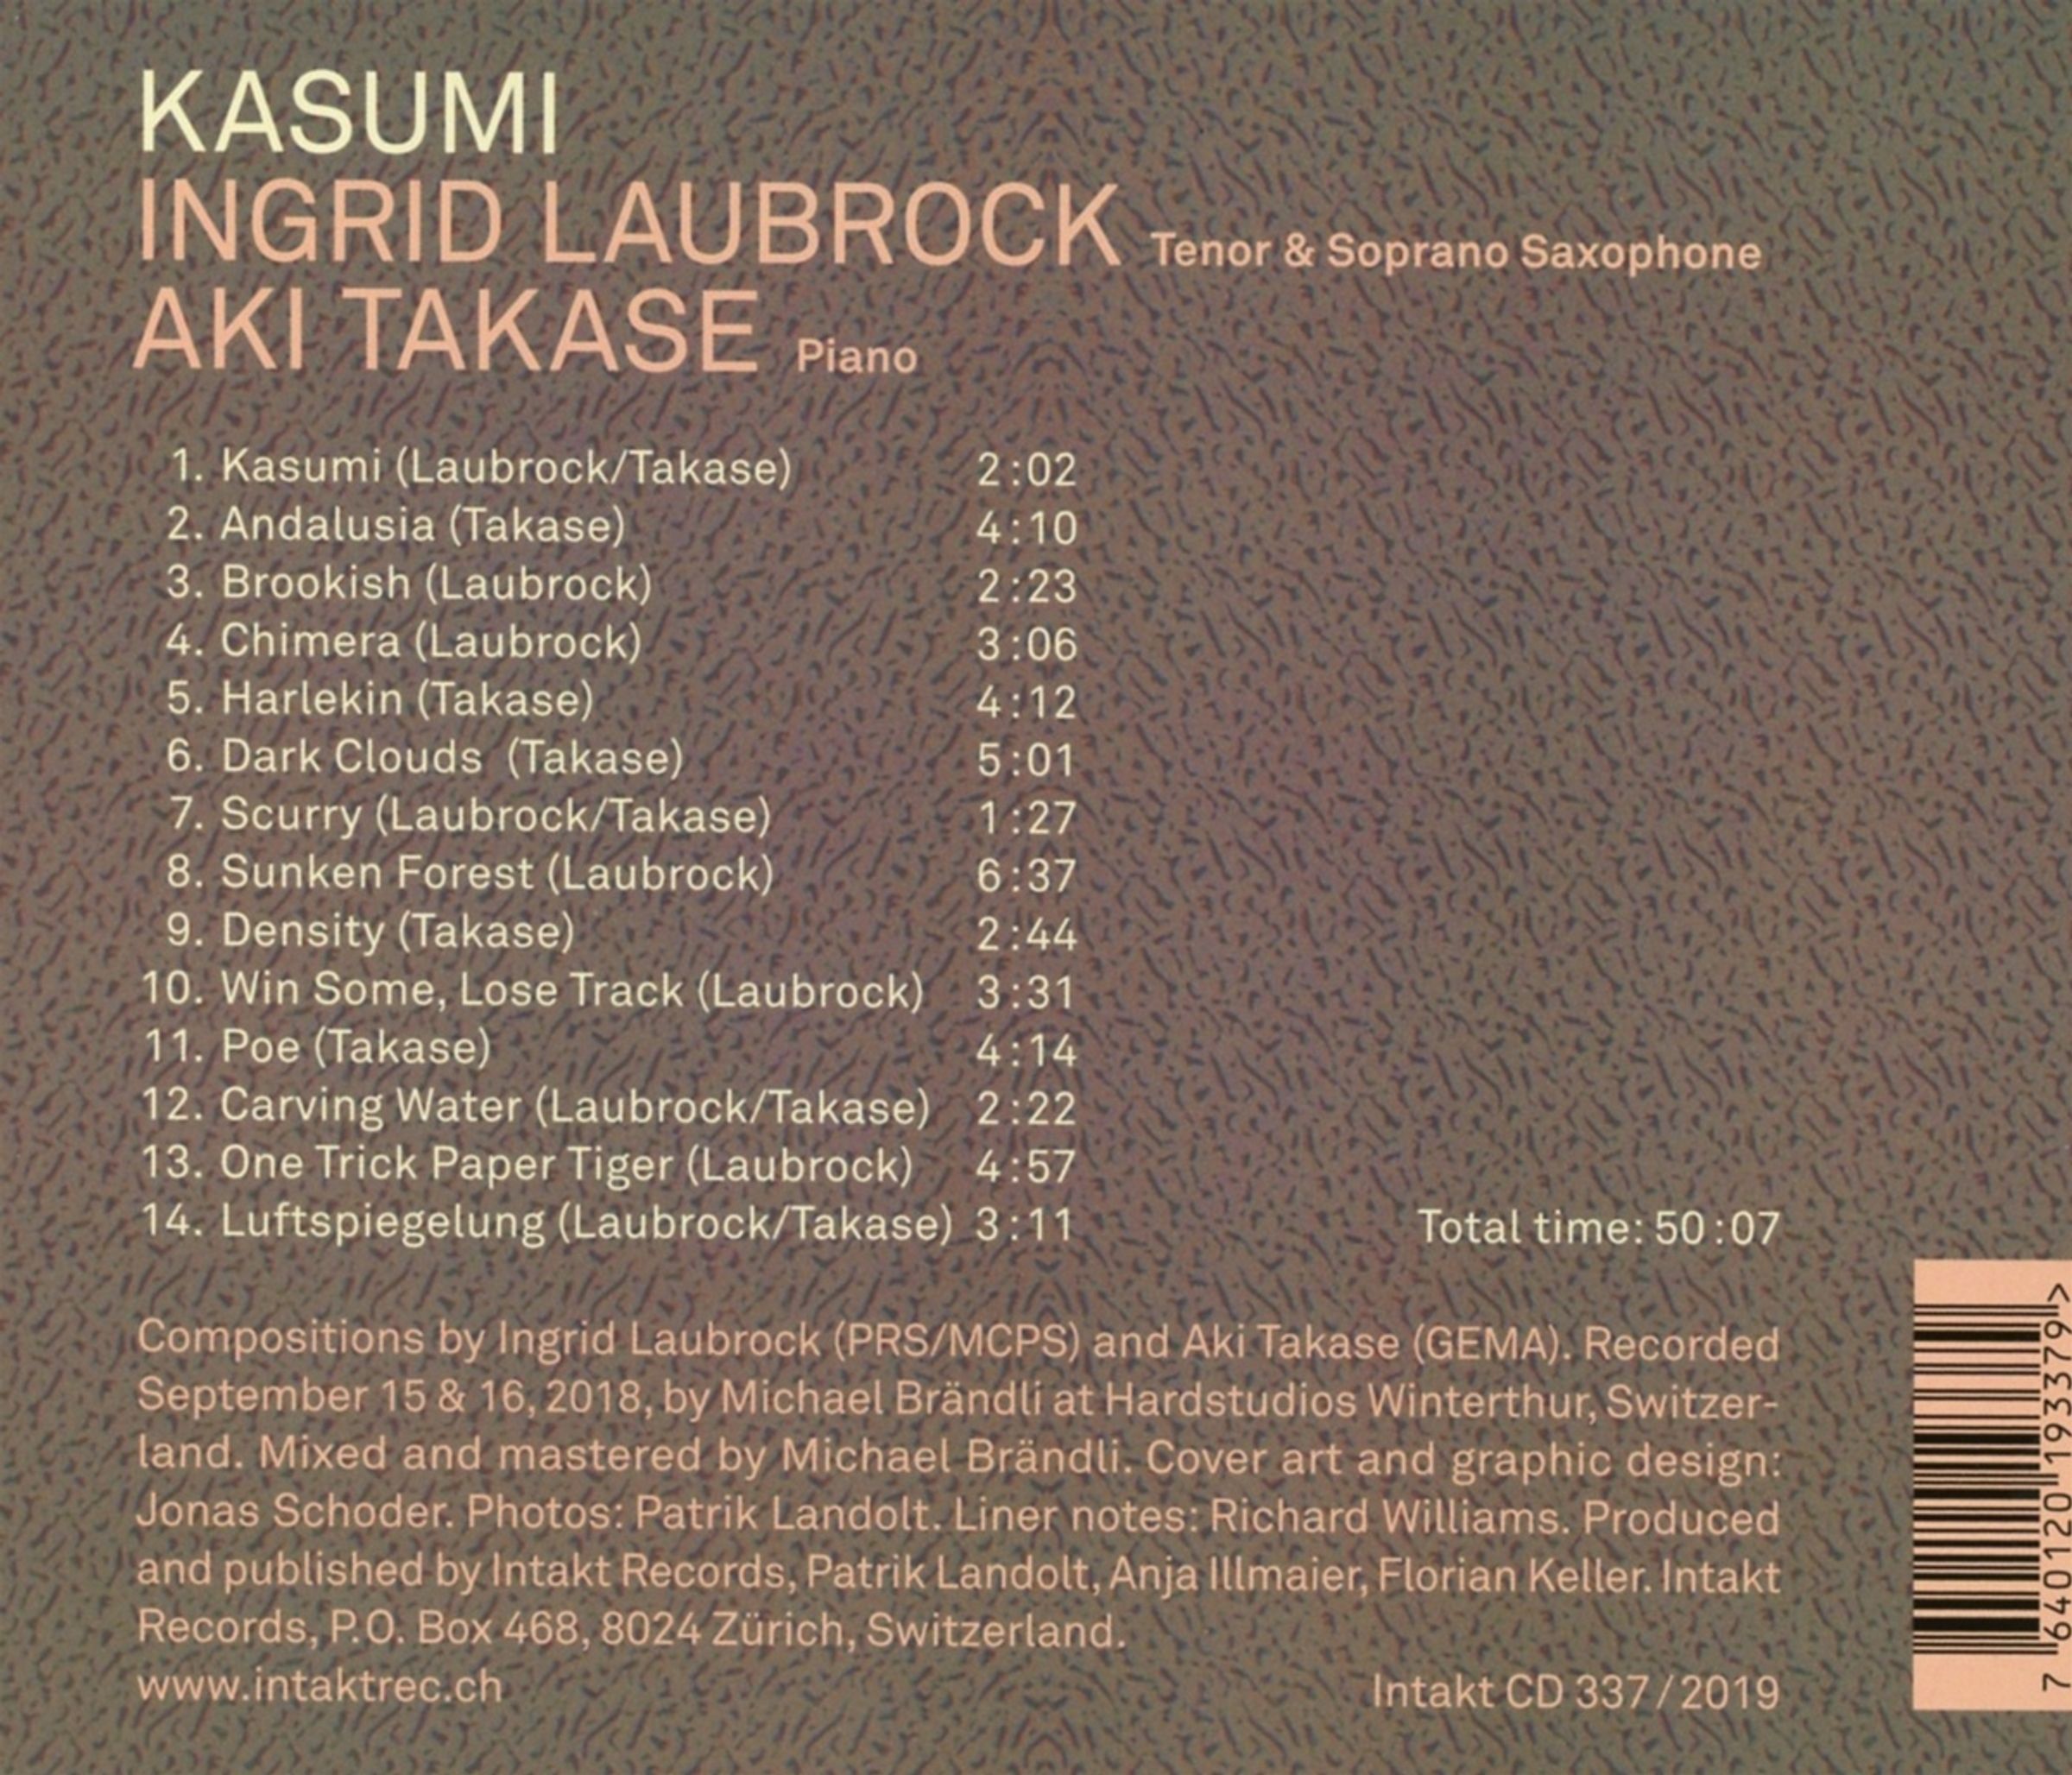 KASUMI
INGRID LAUBROCK Tenor & Soprano Saxophone
AKI TAKASE Piano
1. Kasumi (Laubrock/Takase) 2:02
2. Andalusia (Takase) 4:10
3. Brookish (Laubrock) 2:23
4. Chimera (Laubrock) 3:06
5. Harlekin (Takase) 4:12
6. Dark Clouds (Takase) 5:01
7. Scurry (Laubrock/Takase) 1:27
8. Sunken Forest (Laubrock) 6:37
9. Density (Takase) 2:44
10. Win Some, Lose Track (Laubrock) 3:31
11. Poe (Takase) 4:14
12. Carving Water (Laubrock/Takase) 2:22
13. One Trick Paper Tiger (Laubrock) 4:57
14. Luftspiegelung (Laubrock/Takase) 3:11 Total time: 50:07
Compositions by Ingrid Laubrock (PRS/MCPS) and Aki Takase (GEMA). Recorded
September 15 & 16, 2018, by Michael Brändli at Hardstudios Winterthur, Switzer-
land. Mixed and mastered by Michael Brändli. Cover art and graphic design:
Jonas Schoder. Photos: Patrik Landolt. Liner notes: Richard Williams. Produced
and published by Intakt Records, Patrik Landolt, Anja Illmaier, Florian Keller. Intakt
Records, P.O. Box 468, 8024 Zürich, Switzerland.
www.intaktrec.ch Intakt CD 337/2019
7 640120 193379 >